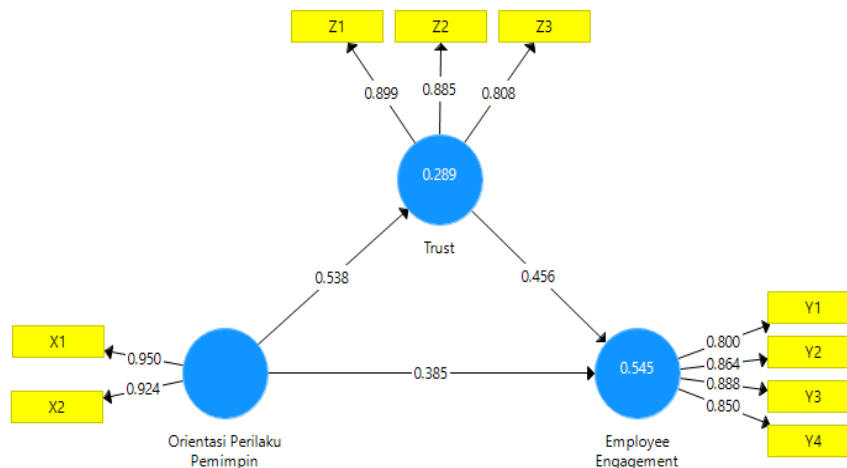 Z1
Z2
Z3
0.899
0.885
0.808
0.289
Trust
0.538
0.456
X1
X2
0.950
0.924
Orientasi Perilaku
Pemimpin
0.385
0.545
Employee
Engagement
0.800
0.864
0.888
0.850
Y1
Y2
Y3
Y4